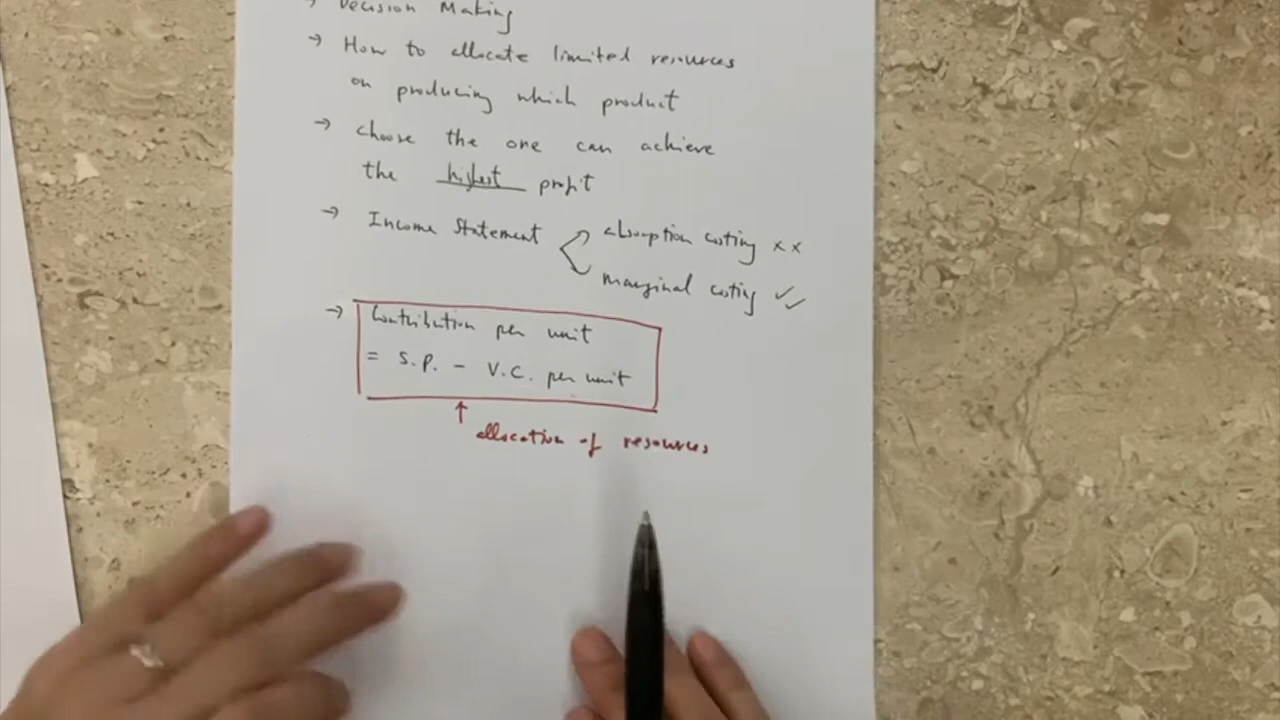 → Decision Making
→ How to allocate limited resources
on producing which product
→ choose the one can achieve
the highest profit
→ Income Statement
absorption costing xx
marginal costing ✓✓
→ Contribution per unit
= S.P. - V.C. per unit
↑
allocation of resources